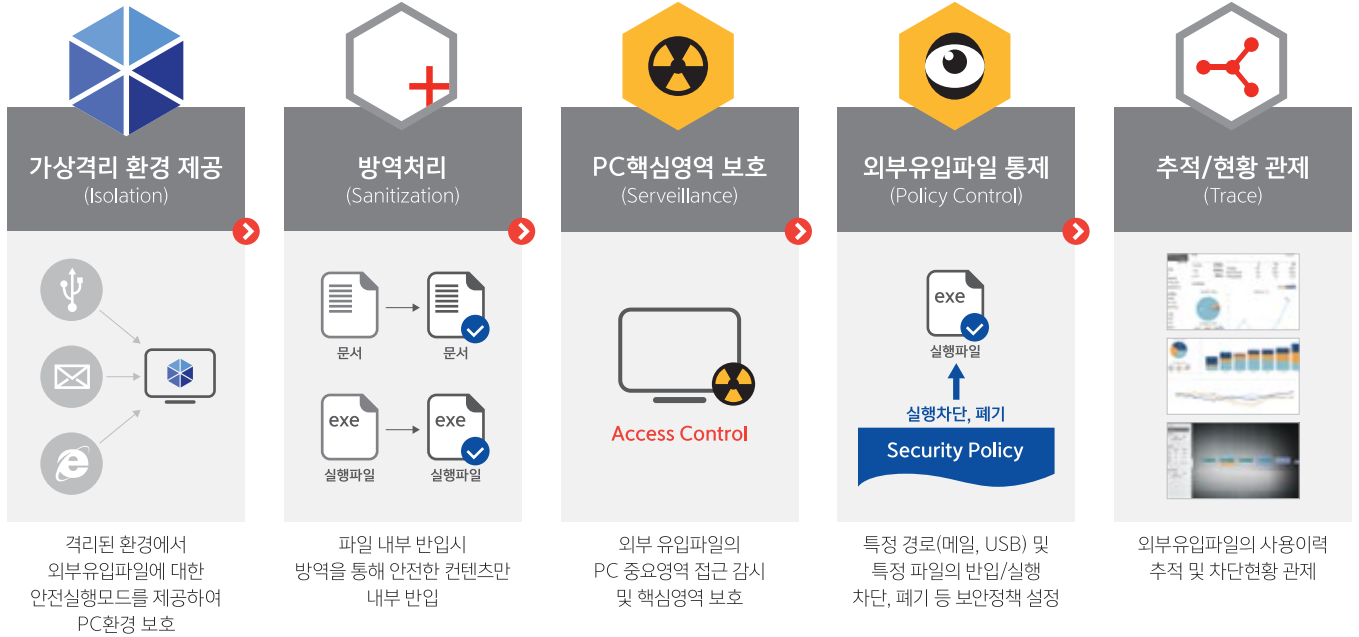 가상격리 환경 제공
(Isolation)
격리된 환경에서
외부유입파일에 대한
안전실행모드를 제공하여
PC환경 보호
방역처리
(Sanitization)
문서
문서
exe
exe
실행파일
실행파일
파일 내부 반입시
방역을 통해 안전한 컨텐츠만
내부 반입
PC핵심영역 보호
(Serveillance)
Access Control
외부 유입파일의
PC 중요영역 접근 감시
및 핵심영역 보호
외부유입파일 통제
(Policy Control)
exe
실행파일
실행차단, 폐기
Security Policy
특정 경로(메일, USB) 및
특정 파일의 반입/실행
차단, 폐기 등 보안정책 설정
추적/현황 관제
(Trace)
외부유입파일의 사용이력
추적 및 차단현황 관제